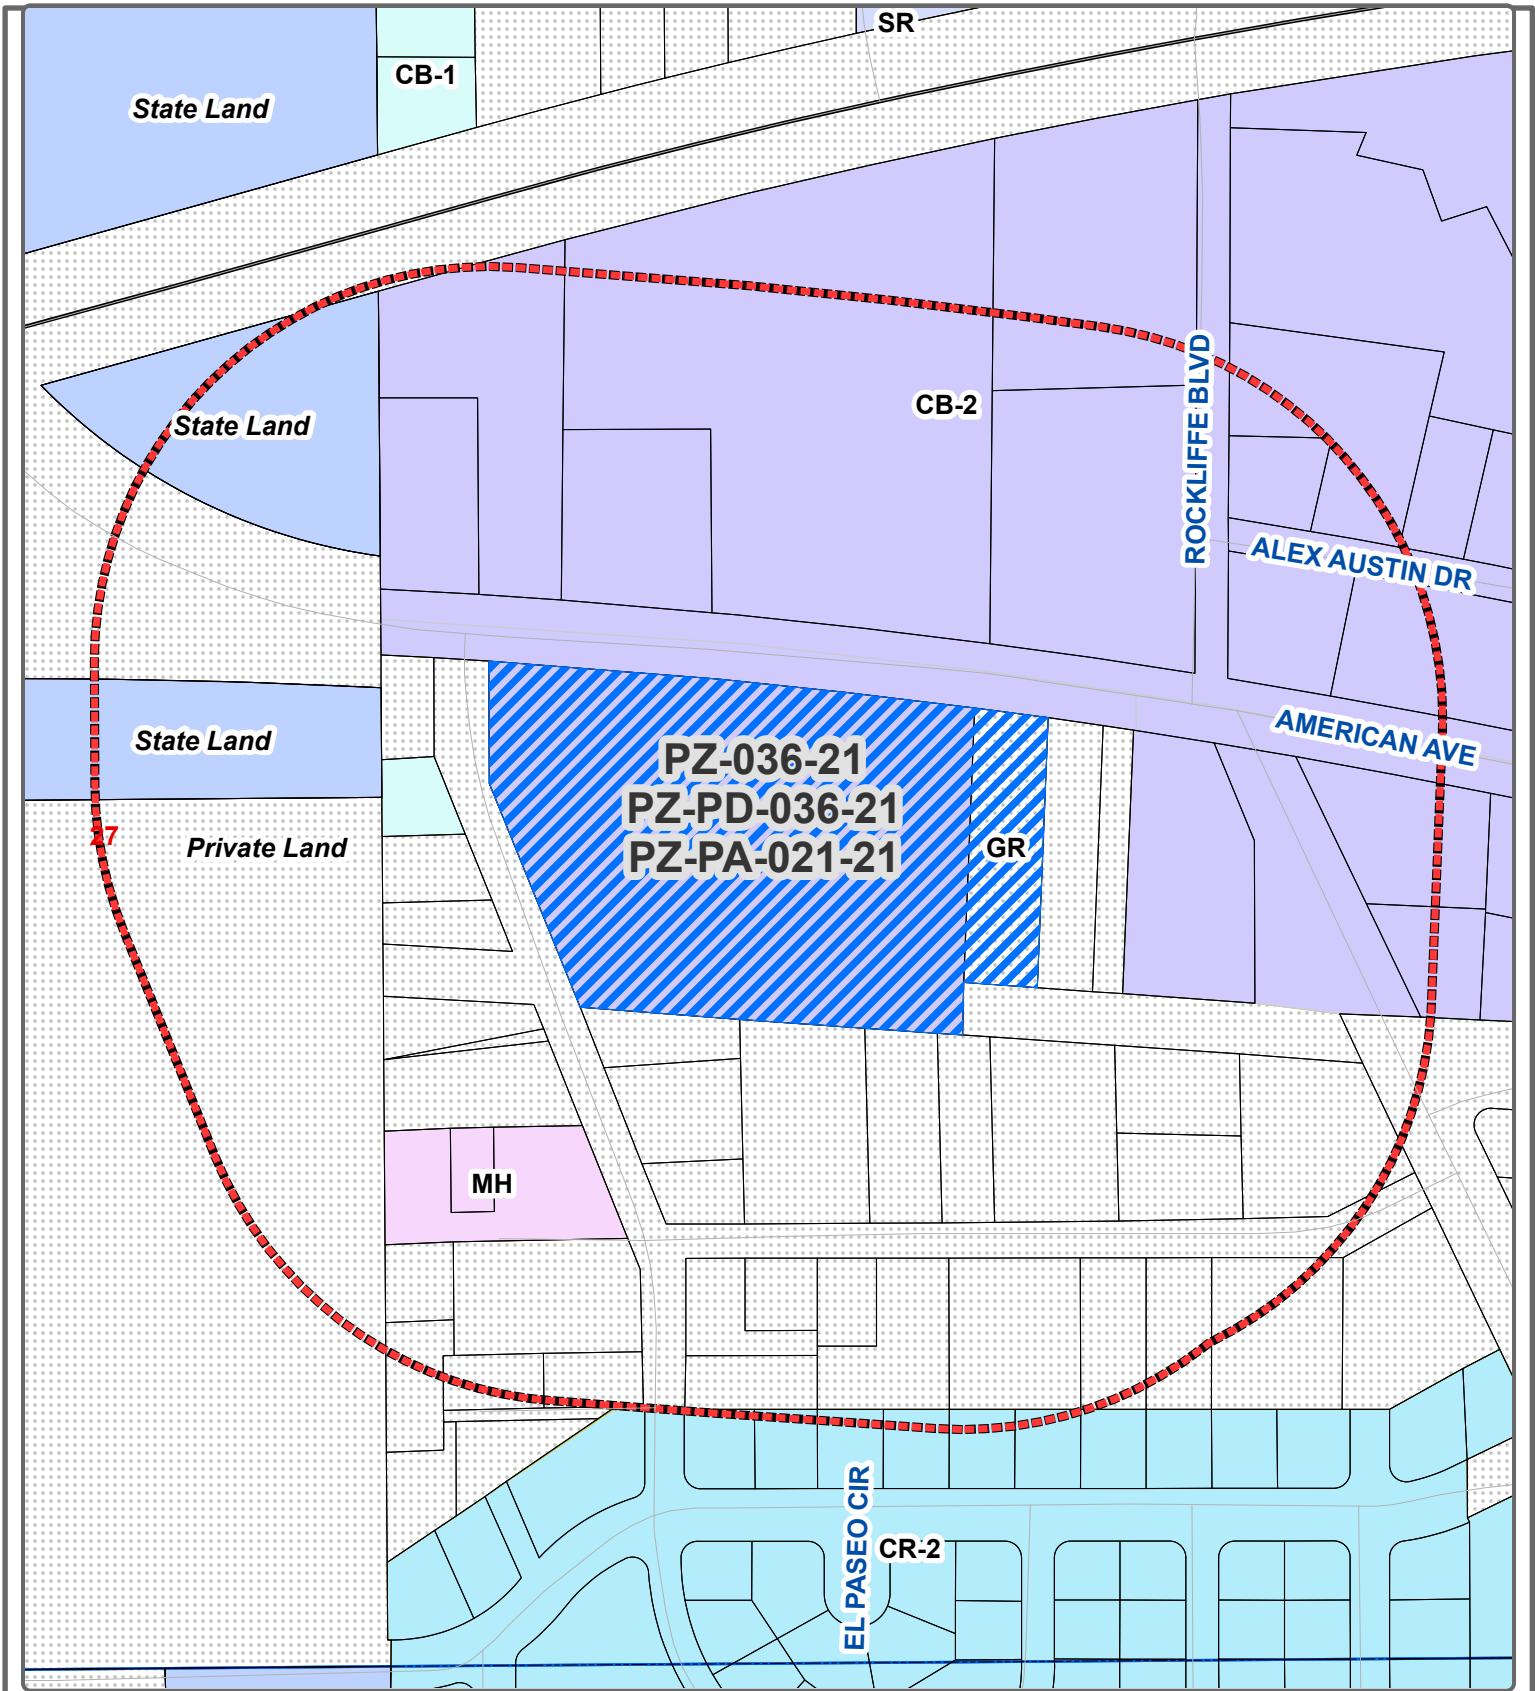 SR
CB-1
State Land
CB-2
ROCKLIFFE BLVD
State Land
ALEX AUSTIN DR
AMERICAN AVE
State Land
PZ-036-21
PZ-PD-036-21
PZ-PA-021-21
27
Private Land
GR
MH
EL PASEO CIR
CR-2